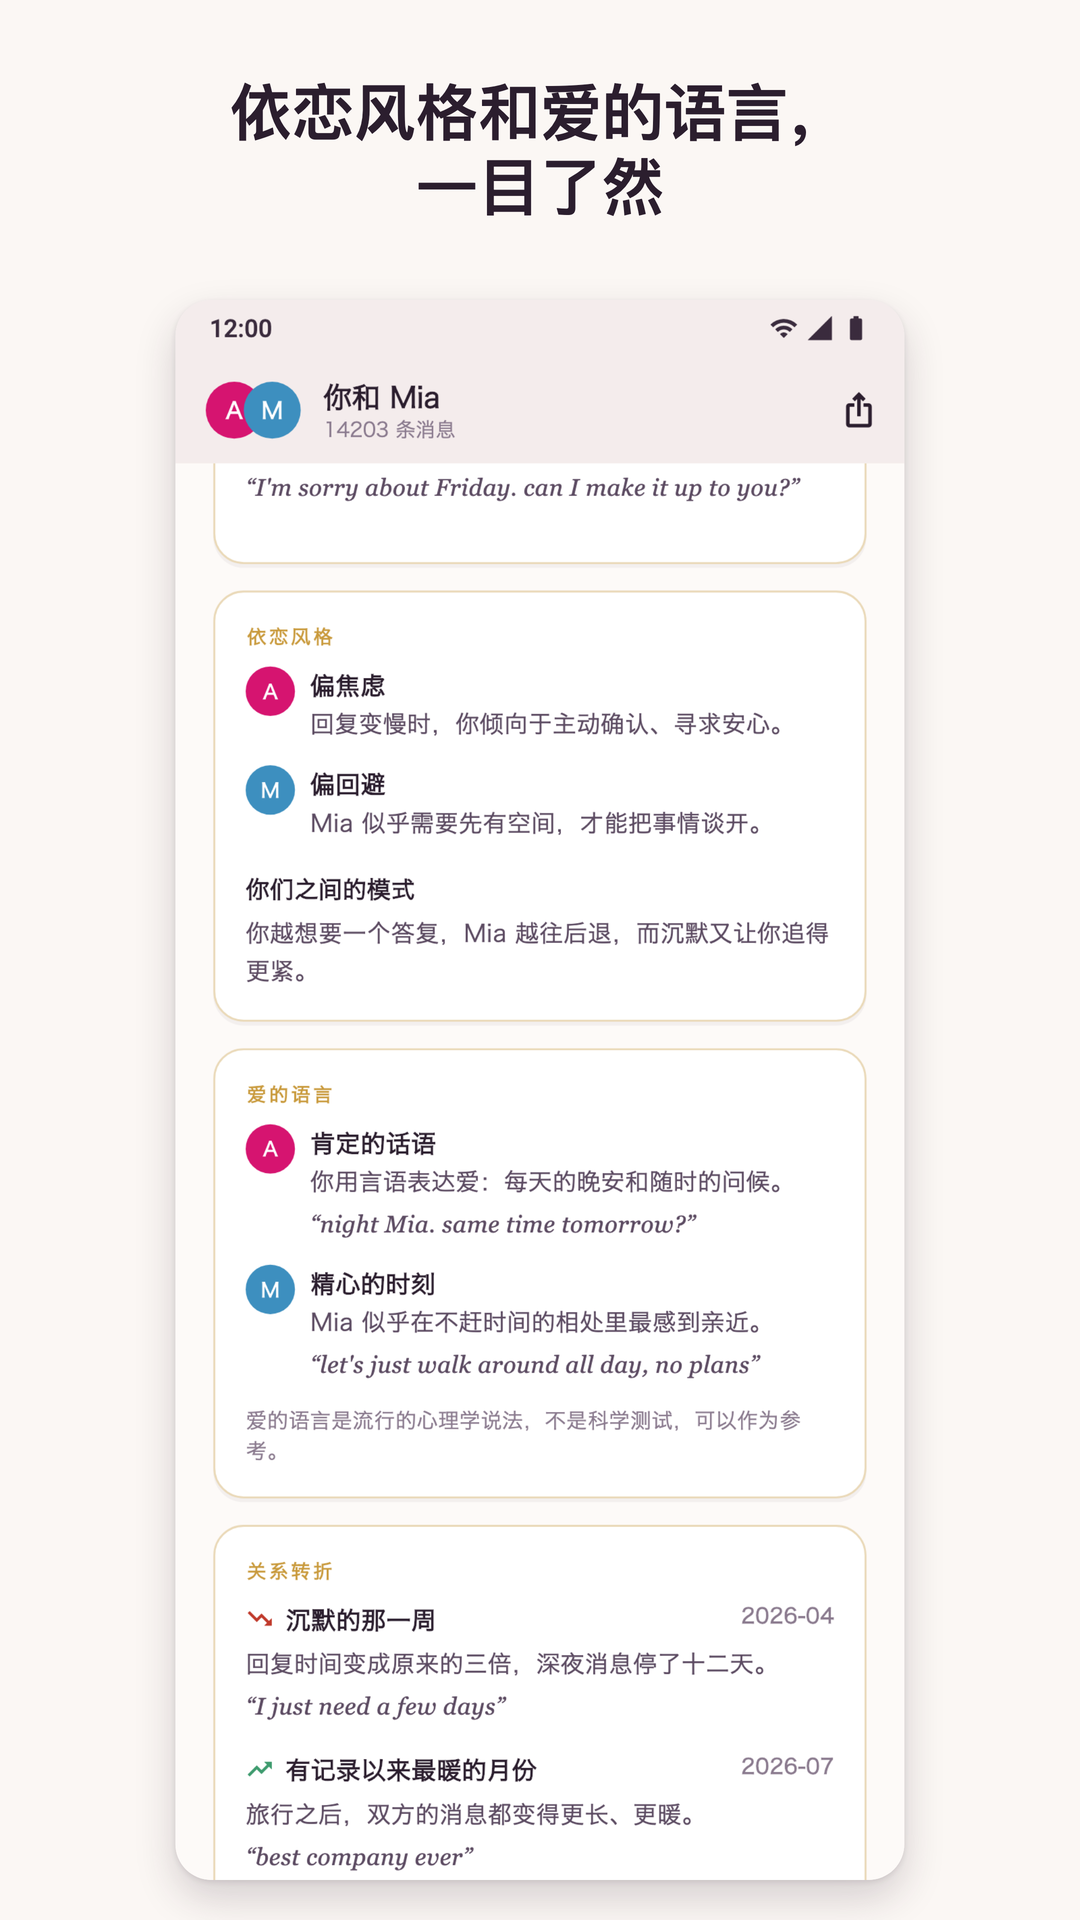 依恋风格和爱的语言，
一目了然
12:00
A M 你和 Mia
14203 条消息
“I'm sorry about Friday. can I make it up to you?”
依恋风格
A 偏焦虑
回复变慢时，你倾向于主动确认、寻求安心。
M 偏回避
Mia 似乎需要先有空间，才能把事情谈开。
你们之间的模式
你越想要一个答复，Mia 越往后退，而沉默又让你追得
更紧。
爱的语言
A 肯定的话语
你用言语表达爱：每天的晚安和随时的问候。
“night Mia. same time tomorrow?”
M 精心的时刻
Mia 似乎在不赶时间的相处里最感到亲近。
“let's just walk around all day, no plans”
爱的语言是流行的心理学说法，不是科学测试，可以作为参
考。
关系转折
沉默的那一周 2026-04
回复时间变成原来的三倍，深夜消息停了十二天。
“I just need a few days”
有记录以来最暖的月份 2026-07
旅行之后，双方的消息都变得更长、更暖。
“best company ever”